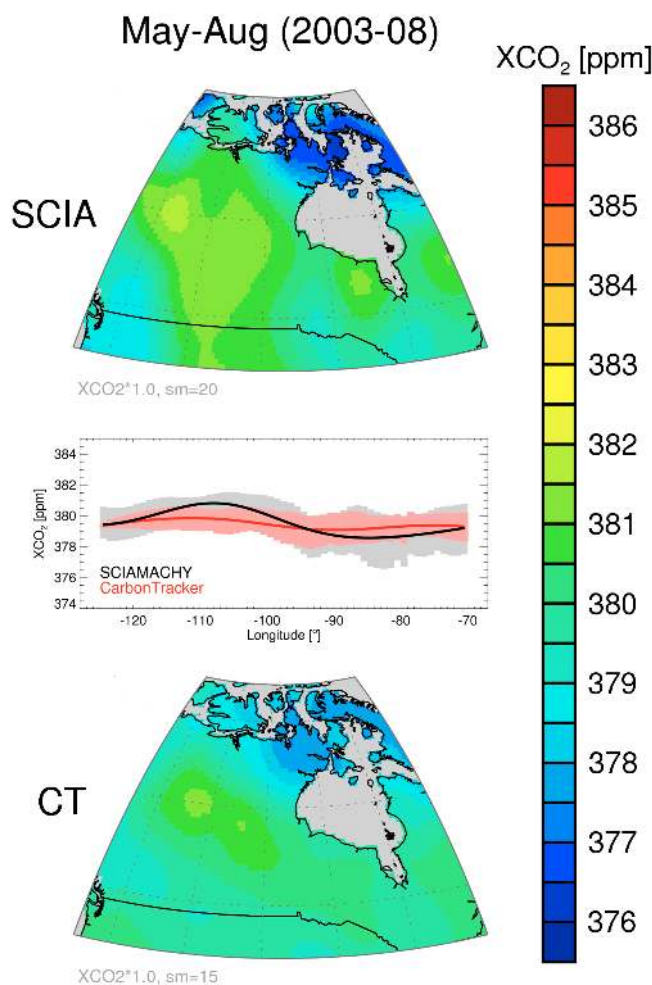 May-Aug (2003-08)
XCO₂ [ppm]
SCIA
XCO2*1.0, sm=20
386
385
384
383
382
381
380
379
378
377
376
XCO₂ [ppm]
384
382
380
378
376
374
SCIAMACHY
CarbonTracker
-120 -110 -100 -90 -80 -70
Longitude [°]
CT
XCO2*1.0, sm=15